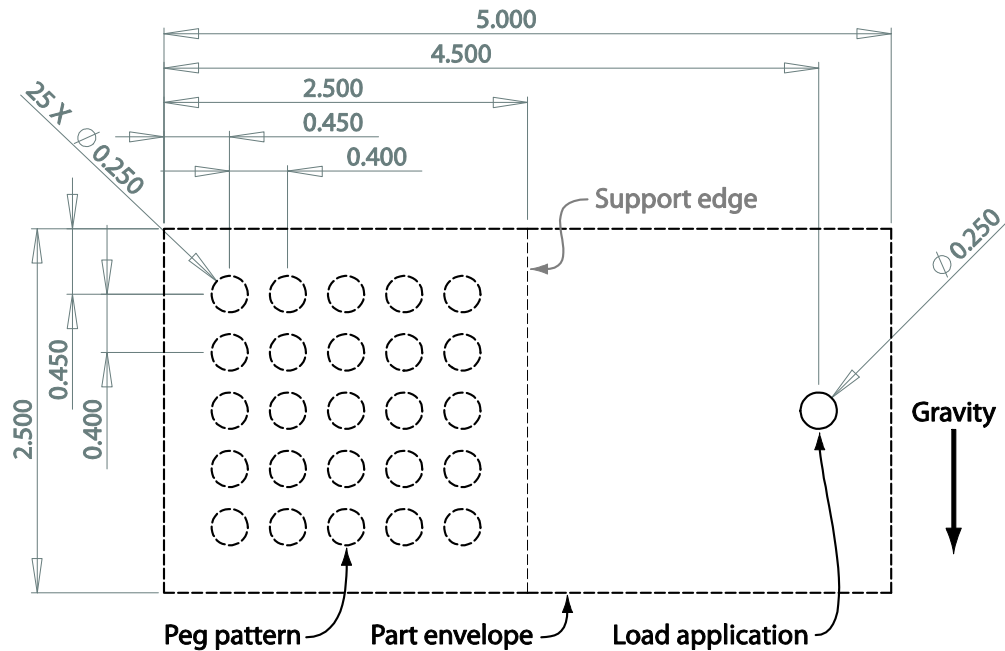 5.000
4.500
2.500
0.450
0.400
25 X ∅ 0.250
Support edge
∅ 0.250
0.450
0.400
2.500
Gravity
Peg pattern
Part envelope
Load application